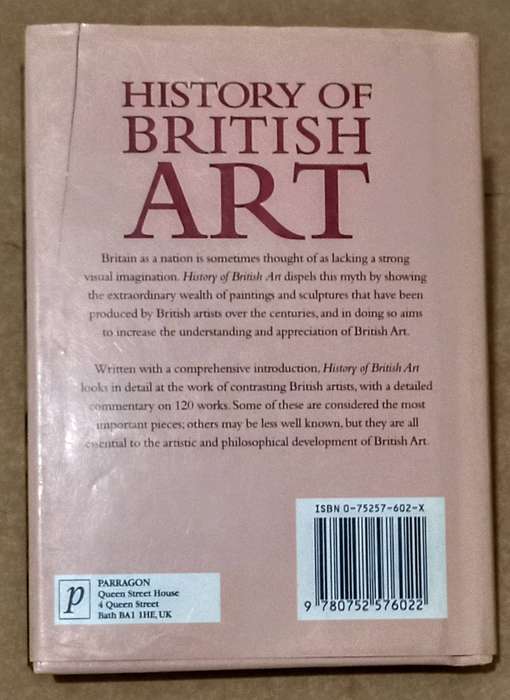 HISTORY OF
BRITISH
ART
Britain as a nation is sometimes thought of as lacking a strong
visual imagination. History of British Art dispels this myth by showing
the extraordinary wealth of paintings and sculptures that have been
produced by British artists over the centuries, and in doing so aims
to increase the understanding and appreciation of British Art.
Written with a comprehensive introduction, History of British Art
looks in detail at the work of contrasting British artists, with a detailed
commentary on 120 works. Some of these are considered the most
important pieces; others may be less well known, but they are all
essential to the artistic and philosophical development of British Art.
ISBN 0-75257-602-X
9 780752 576022
p
PARRAGON
Queen Street House
4 Queen Street
Bath BA1 1HE, UK